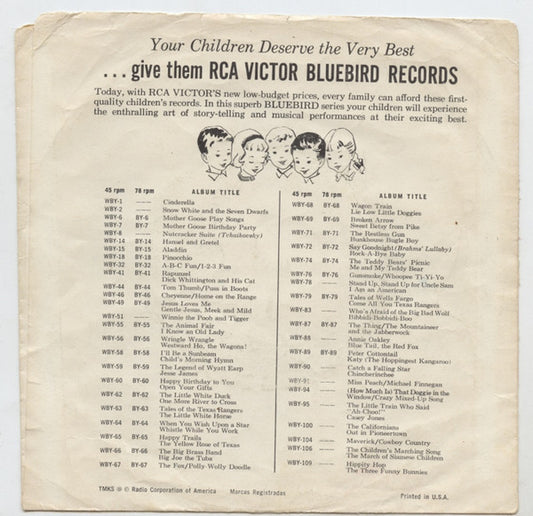 Your Children Deserve the Very Best
. . . give them RCA VICTOR BLUEBIRD RECORDS
Today, with RCA VICTOR'S new low-budget prices, every family can afford these first-
quality children's records. In this superb BLUEBIRD series your children will experience
the enthralling art of story-telling and musical performances at their exciting best.
45 rpm 78 rpm ALBUM TITLE
WBY-1 —— Cinderella
WBY-2 —— Snow White and the Seven Dwarfs
WBY-6 BY-6 Mother Goose Play Songs
WBY-7 BY-7 Mother Goose Birthday Party
WBY-8 —— Nutcracker Suite (Tchaikovsky)
WBY-14 BY-14 Hansel and Gretel
WBY-15 BY-15 Aladdin
WBY-18 BY-18 Pinocchio
WBY-32 BY-32 A-B-C Fun/1-2-3 Fun
WBY-41 BY-41 Rapunzel
Dick Whittington and His Cat
WBY-44 BY-44 Tom Thumb/Puss in Boots
WBY-46 BY-46 Cheyenne/Home on the Range
WBY-49 BY-49 Jesus Loves Me
Gentle Jesus, Meek and Mild
WBY-51 —— Winnie the Pooh and Tigger
WBY-55 BY-55 The Animal Fair
I Know an Old Lady
WBY-56 BY-56 Wringle Wrangle
Westward Ho, the Wagons!
WBY-58 BY-58 I'll Be a Sunbeam
Child's Morning Hymn
WBY-59 BY-59 The Legend of Wyatt Earp
Jesse James
WBY-60 BY-60 Happy Birthday to You
Open Your Gifts
WBY-62 BY-62 The Little White Duck
One More River to Cross
WBY-63 BY-63 Tales of the Texas Rangers
The Little White Horse
WBY-64 BY-64 When You Wish Upon a Star
Whistle While You Work
WBY-65 BY-65 Happy Trails
The Yellow Rose of Texas
WBY-66 BY-66 The Big Brass Band
Big Joe the Tuba
WBY-67 BY-67 The Fox/Polly-Wolly Doodle
45 rpm 78 rpm ALBUM TITLE
WBY-68 BY-68 Wagon Train
Lie Low Little Doggies
WBY-69 BY-69 Broken Arrow
Sweet Betsy from Pike
WBY-71 BY-71 The Restless Gun
Bunkhouse Bugle Boy
WBY-72 BY-72 Say Goodnight (Brahms' Lullaby)
Rock-A-Bye Baby
WBY-74 BY-74 The Teddy Bears' Picnic
Me and My Teddy Bear
WBY-76 BY-76 Gunsmoke/Whoopee Ti-Yi-Yo
WBY-78 —— Stand Up, Stand Up for Uncle Sam
I Am an American
WBY-79 BY-79 Tales of Wells Fargo
Come All You Texas Rangers
WBY-83 —— Who's Afraid of the Big Bad Wolf
Bibbidi-Bobbidi-Boo
WBY-87 BY-87 The Thing/The Mountaineer
and the Jabberwock
WBY-88 —— Annie Oakley
Blue Tail, the Red Fox
WBY-89 BY-89 Peter Cottontail
Katy (The Hoppingest Kangaroo)
WBY-90 —— Catch a Falling Star
Chincherinchee
WBY-91 —— Miss Peach/Michael Finnegan
WBY-94 —— (How Much Is) That Doggie in the
Window/Crazy Mixed-Up Song
WBY-95 —— The Little Train Who Said
"Ah Choo!"
Casey Jones
WBY-100 —— The Californians
Out in Pioneertown
WBY-104 —— Maverick/Cowboy Country
WBY-106 —— The Children's Marching Song
The March of Siamese Children
WBY-109 —— Hippity Hop
The Three Funny Bunnies
TMKS ® © Radio Corporation of America Marcas Registradas Printed in U.S.A.